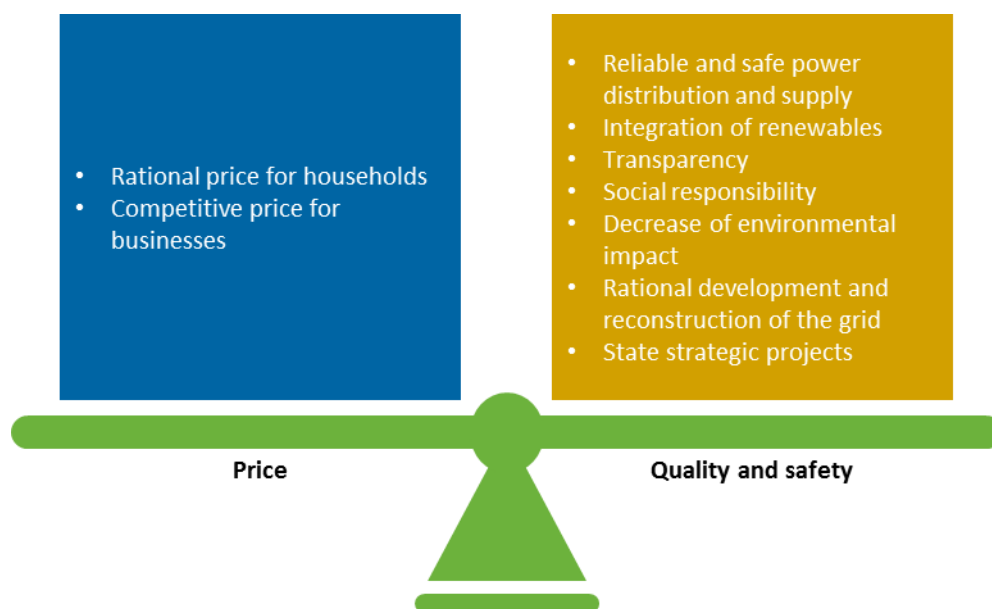 • Rational price for households
• Competitive price for
businesses
• Reliable and safe power
distribution and supply
• Integration of renewables
• Transparency
• Social responsibility
• Decrease of environmental
impact
• Rational development and
reconstruction of the grid
• State strategic projects
Price
Quality and safety